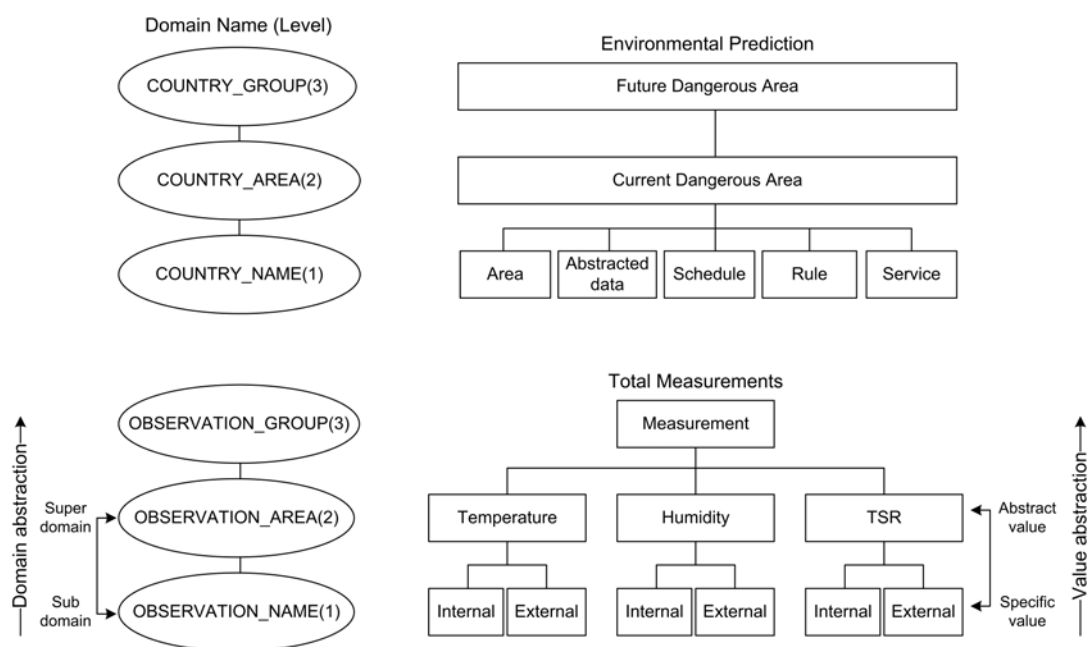 Domain Name (Level)
COUNTRY_GROUP(3)
COUNTRY_AREA(2)
COUNTRY_NAME(1)
Environmental Prediction
Future Dangerous Area
Current Dangerous Area
Area
Abstracted
data
Schedule
Rule
Service
Domain abstraction
Super
domain
Sub
domain
OBSERVATION_GROUP(3)
OBSERVATION_AREA(2)
OBSERVATION_NAME(1)
Total Measurements
Measurement
Temperature
Humidity
TSR
Internal
External
Internal
External
Internal
External
Abstract
value
Specific
value
Value abstraction